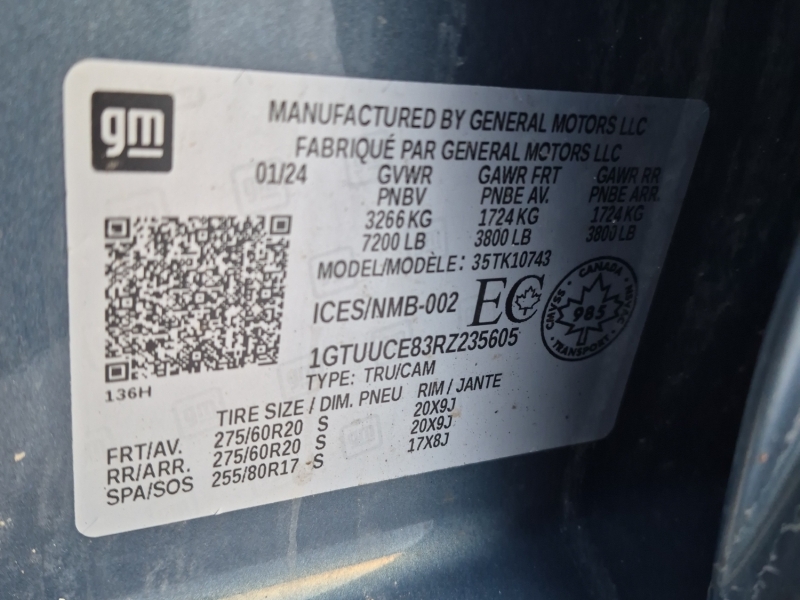 gm
MANUFACTURED BY GENERAL MOTORS LLC
FABRIQUÉ PAR GENERAL MOTORS LLC
01/24 GVWR GAWR FRT GAWR RR
PNBV PNBE AV. PNBE ARR.
3266 KG 1724 KG 1724 KG
7200 LB 3800 LB 3800 LB
MODEL/MODÈLE: 35TK10743
ICES/NMB-002 EC
CANADA
CMVSS 985 NSVAC
TRANSPORT
1GTUUCE83RZ235605
TYPE: TRU/CAM
136H
TIRE SIZE / DIM. PNEU RIM / JANTE
FRT/AV. 275/60R20 S 20X9J
RR/ARR. 275/60R20 S 20X9J
SPA/SOS 255/80R17 S 17X8J